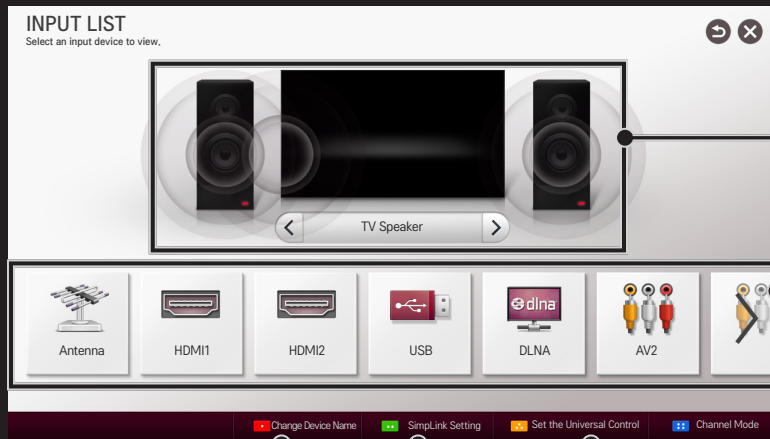 INPUT LIST
Select an input device to view.
TV Speaker
Antenna
HDMI1
HDMI2
USB
dlna
DLNA
AV2
Change Device Name
SimpLink Setting
Set the Universal Control
Channel Mode